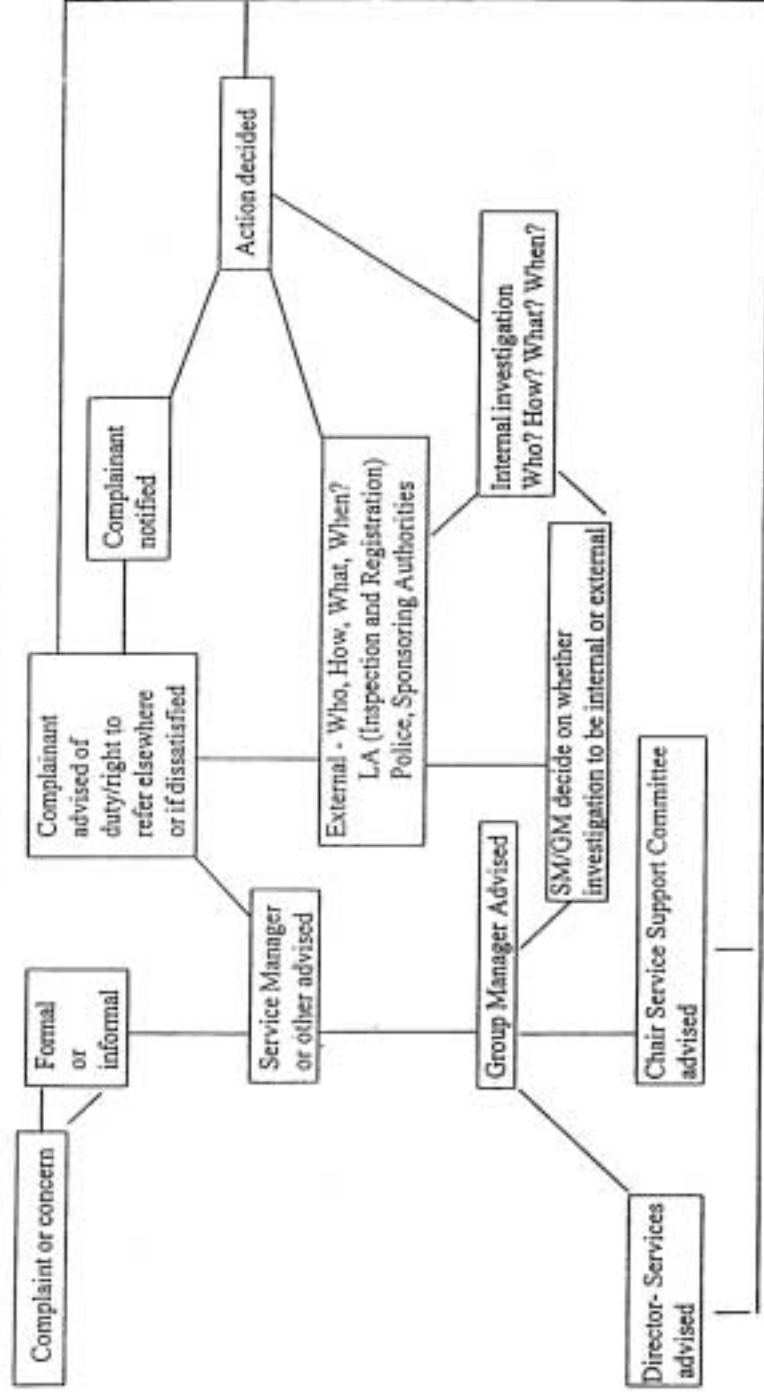 Complaint or concern
Formal
or
informal
Complainant
advised of
duty/right to
refer elsewhere
or if dissatisfied
Complainant
notified
Action decided
Service Manager
or other advised
External - Who, How, What, When?
LA (Inspection and Registration)
Police, Sponsoring Authorities
Internal investigation
Who? How? What? When?
Group Manager Advised
SM/GM decide on whether
investigation to be internal or external
Director- Services
advised
Chair Service Support Committee
advised